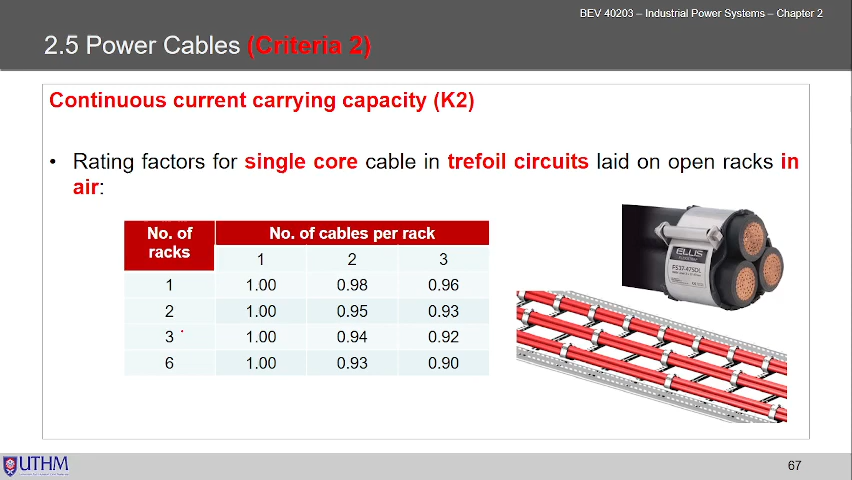 BEV 40203 – Industrial Power Systems – Chapter 2
2.5 Power Cables (Criteria 2)
Continuous current carrying capacity (K2)
• Rating factors for single core cable in trefoil circuits laid on open racks in
air:
No. of racks No. of cables per rack
1 2 3
1 1.00 0.98 0.96
2 1.00 0.95 0.93
3 1.00 0.94 0.92
6 1.00 0.93 0.90
ELLIS
UTHM
67